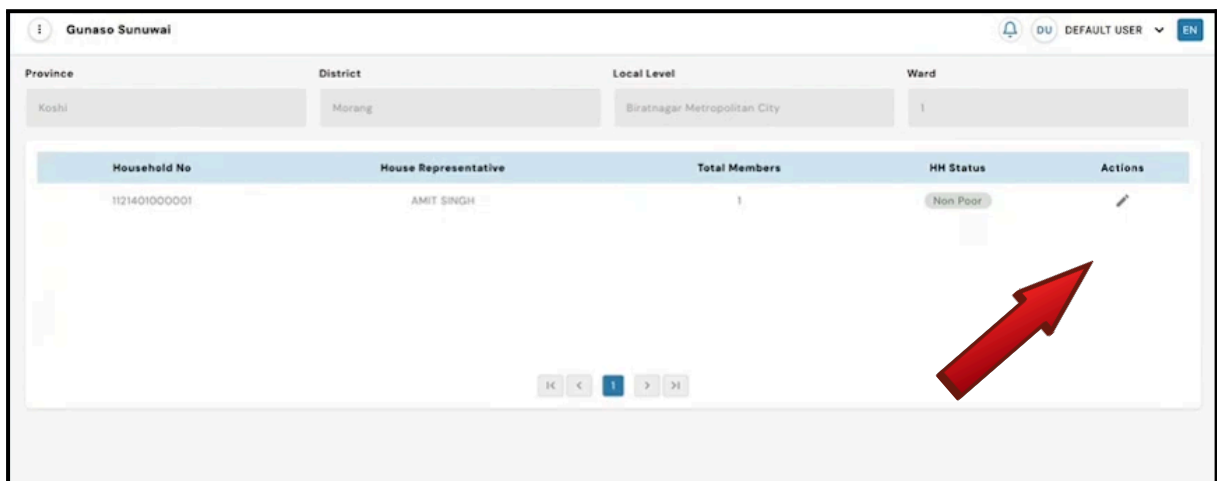 Gunaso Sunuwai DU DEFAULT USER EN
Province District Local Level Ward
Koshi Morang Biratnagar Metropolitan City 1
Household No House Representative Total Members HH Status Actions
1121401000001 AMIT SINGH 1 Non Poor
1